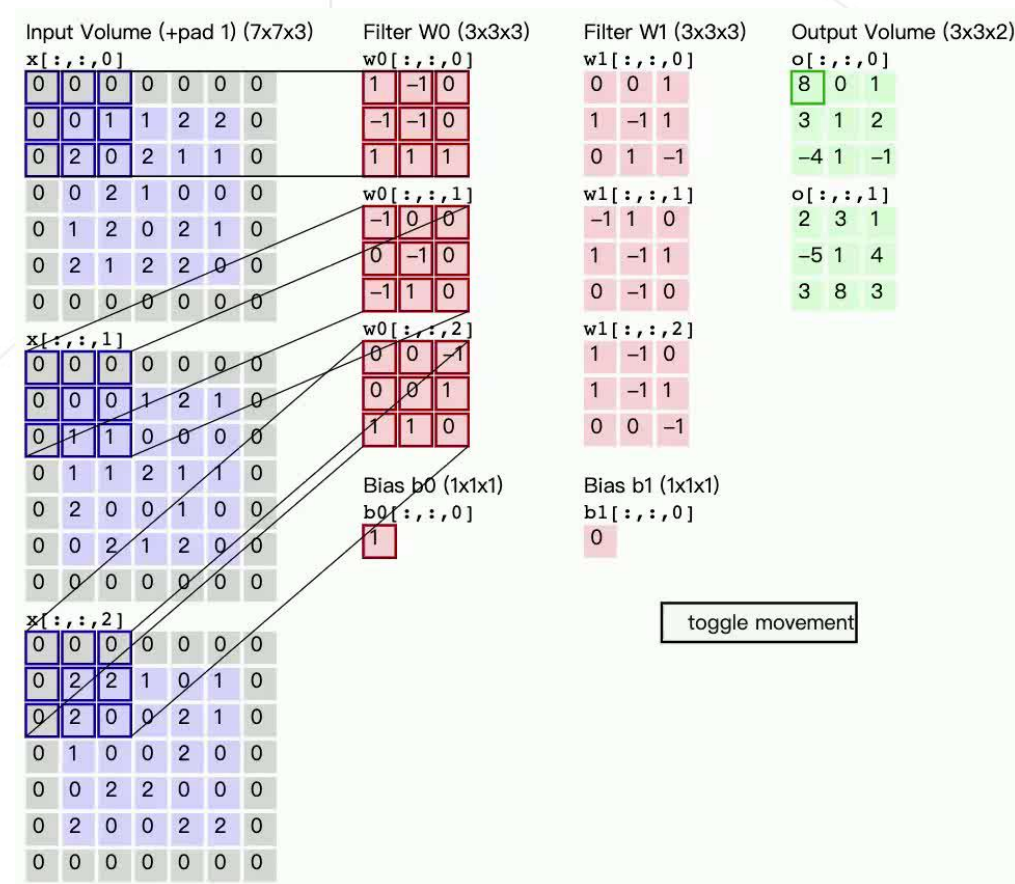 Input Volume (+pad 1) (7x7x3)
x[:,:,0]
0 0 0 0 0 0 0
0 0 1 1 2 2 0
0 2 0 2 1 1 0
0 0 2 1 0 0 0
0 1 2 0 2 1 0
0 2 1 2 2 0 0
0 0 0 0 0 0 0
x[:,:,1]
0 0 0 0 0 0 0
0 0 0 1 2 1 0
0 1 1 0 0 0 0
0 1 1 2 1 1 0
0 2 0 0 1 0 0
0 0 2 1 2 0 0
0 0 0 0 0 0 0
x[:,:,2]
0 0 0 0 0 0 0
0 2 2 1 0 1 0
0 2 0 0 2 1 0
0 1 0 0 2 0 0
0 0 2 2 0 0 0
0 2 0 0 2 2 0
0 0 0 0 0 0 0
Filter W0 (3x3x3)
w0[:,:,0]
1 −1 0
−1 −1 0
1 1 1
w0[:,:,1]
−1 0 0
0 −1 0
−1 1 0
w0[:,:,2]
0 0 −1
0 0 1
1 1 0
Bias b0 (1x1x1)
b0[:,:,0]
1
Filter W1 (3x3x3)
w1[:,:,0]
0 0 1
1 −1 1
0 1 −1
w1[:,:,1]
−1 1 0
1 −1 1
0 −1 0
w1[:,:,2]
1 −1 0
1 −1 1
0 0 −1
Bias b1 (1x1x1)
b1[:,:,0]
0
Output Volume (3x3x2)
o[:,:,0]
8 0 1
3 1 2
−4 1 −1
o[:,:,1]
2 3 1
−5 1 4
3 8 3
toggle movement